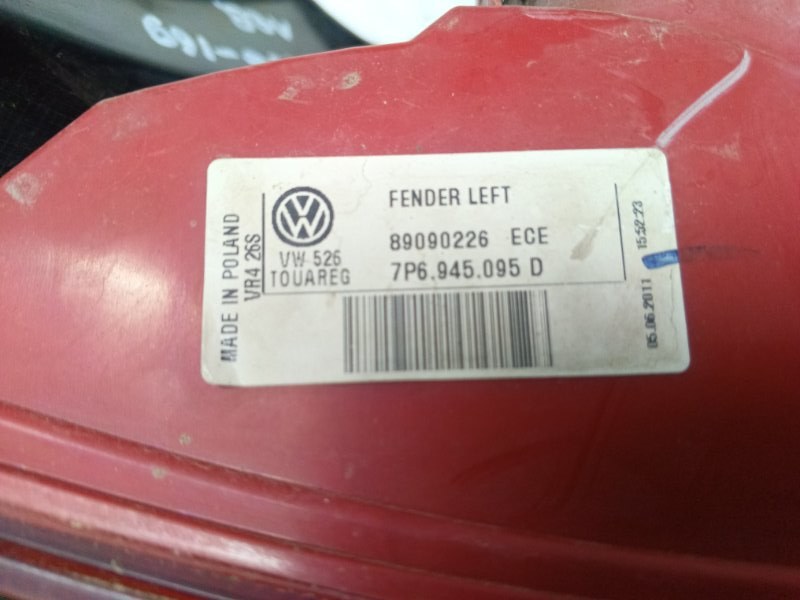 FENDER LEFT
89090226 ECE
7P6.945.095 D
VW 526
TOUAREG
MADE IN POLAND
VR4 26S
05.06.2011 15:52:23